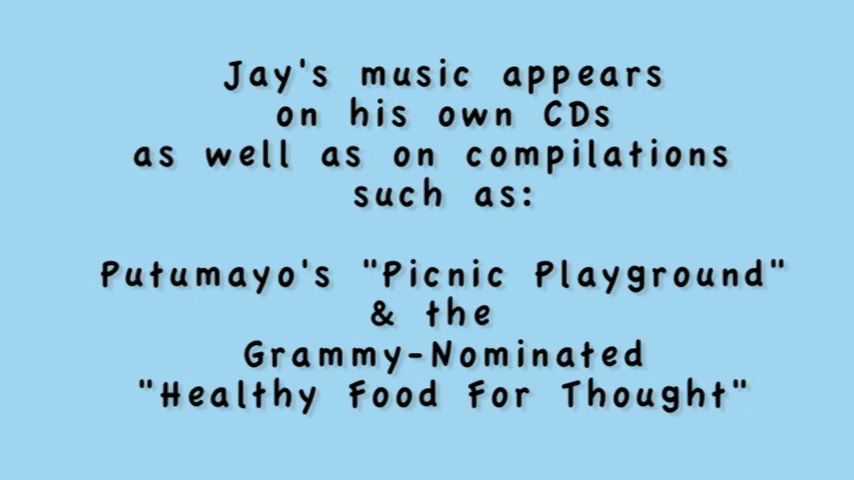 Jay's music appears
on his own CDs
as well as on compilations
such as:
Putumayo's "Picnic Playground"
& the
Grammy-Nominated
"Healthy Food For Thought"